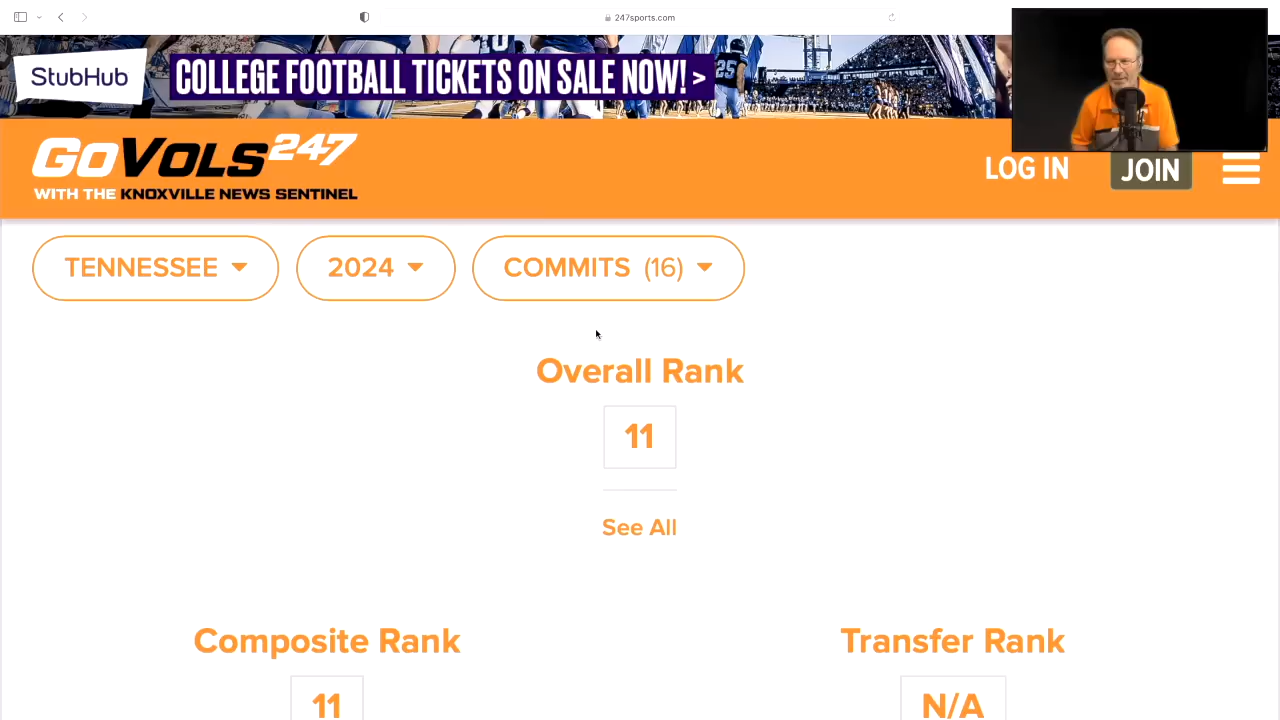 247sports.com
StubHub
COLLEGE FOOTBALL TICKETS ON SALE NOW! >
25
GoVols247
WITH THE KNOXVILLE NEWS SENTINEL
LOG IN
JOIN
TENNESSEE
2024
COMMITS (16)
Overall Rank
11
See All
Composite Rank
Transfer Rank
11
N/A